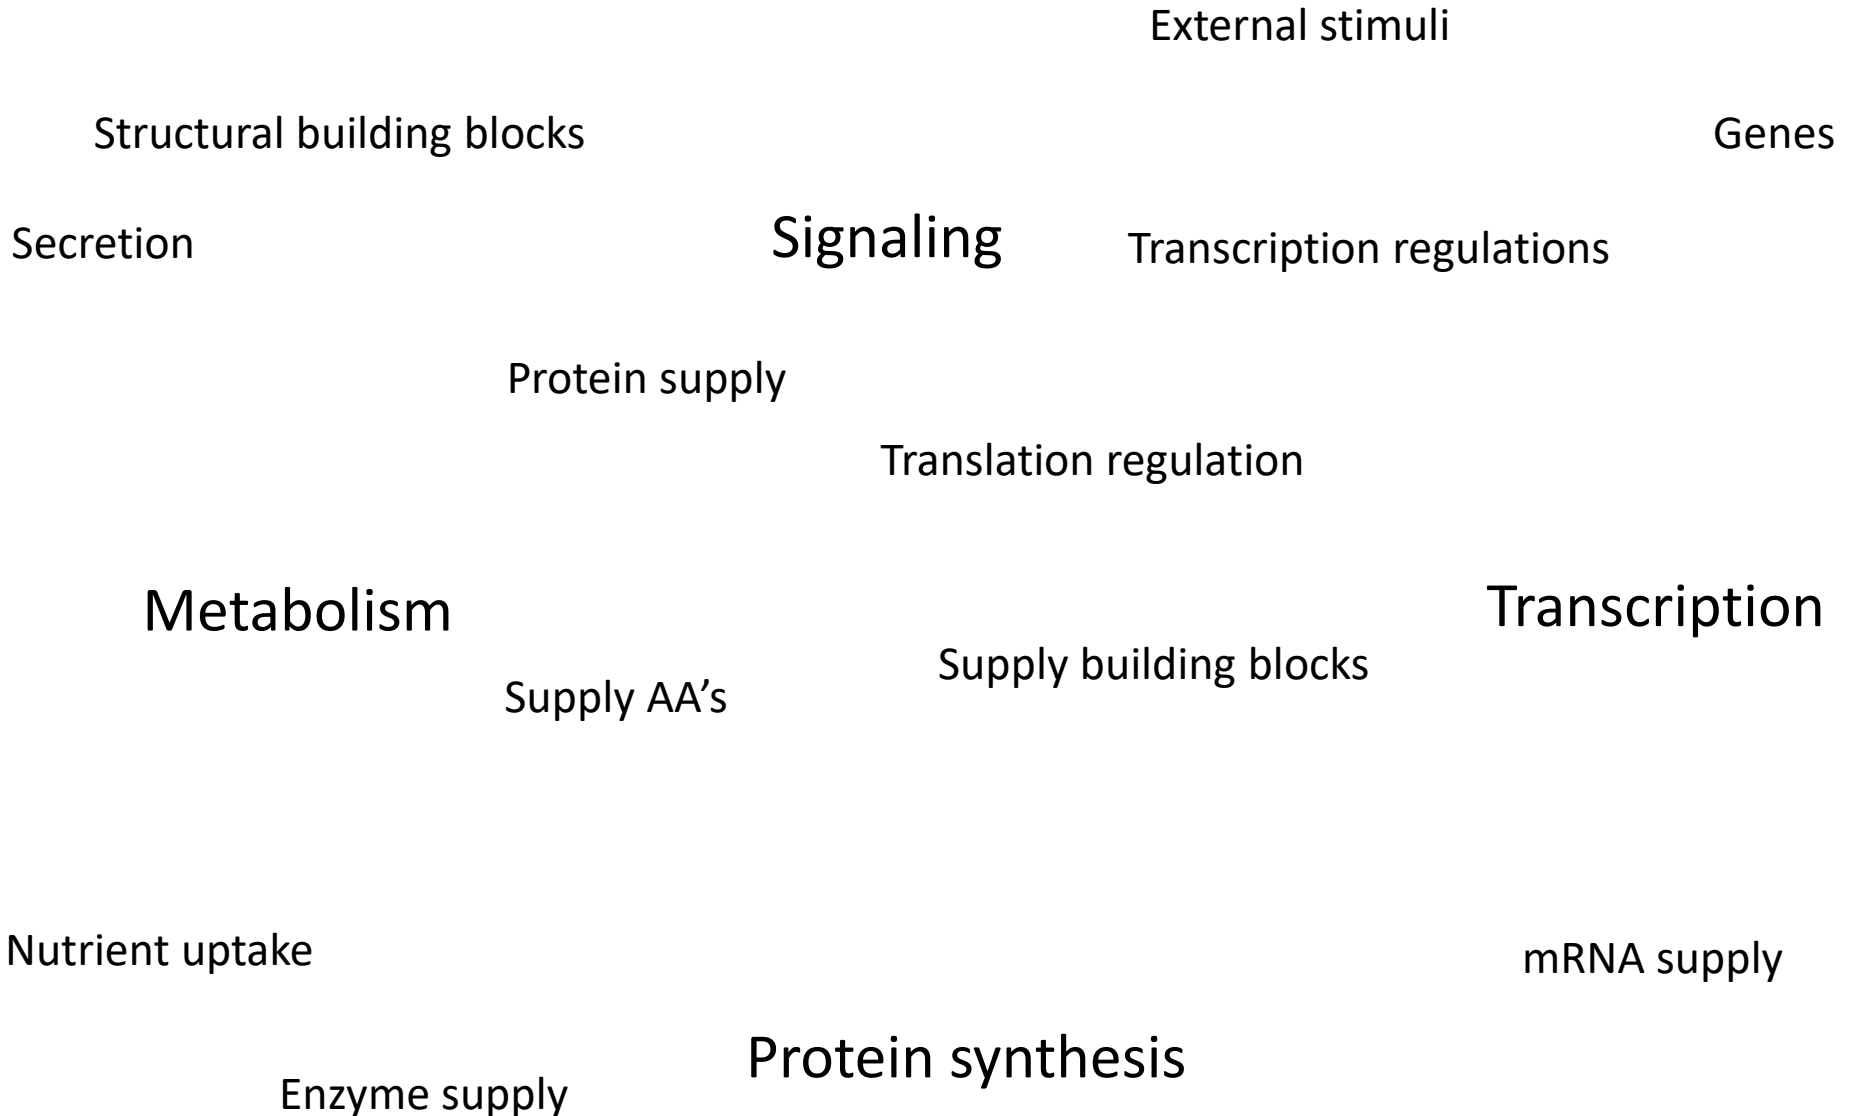 External stimuli
Structural building blocks
Genes
Secretion
Signaling
Transcription regulations
Protein supply
Translation regulation
Metabolism
Transcription
Supply building blocks
Supply AA’s
Nutrient uptake
mRNA supply
Protein synthesis
Enzyme supply